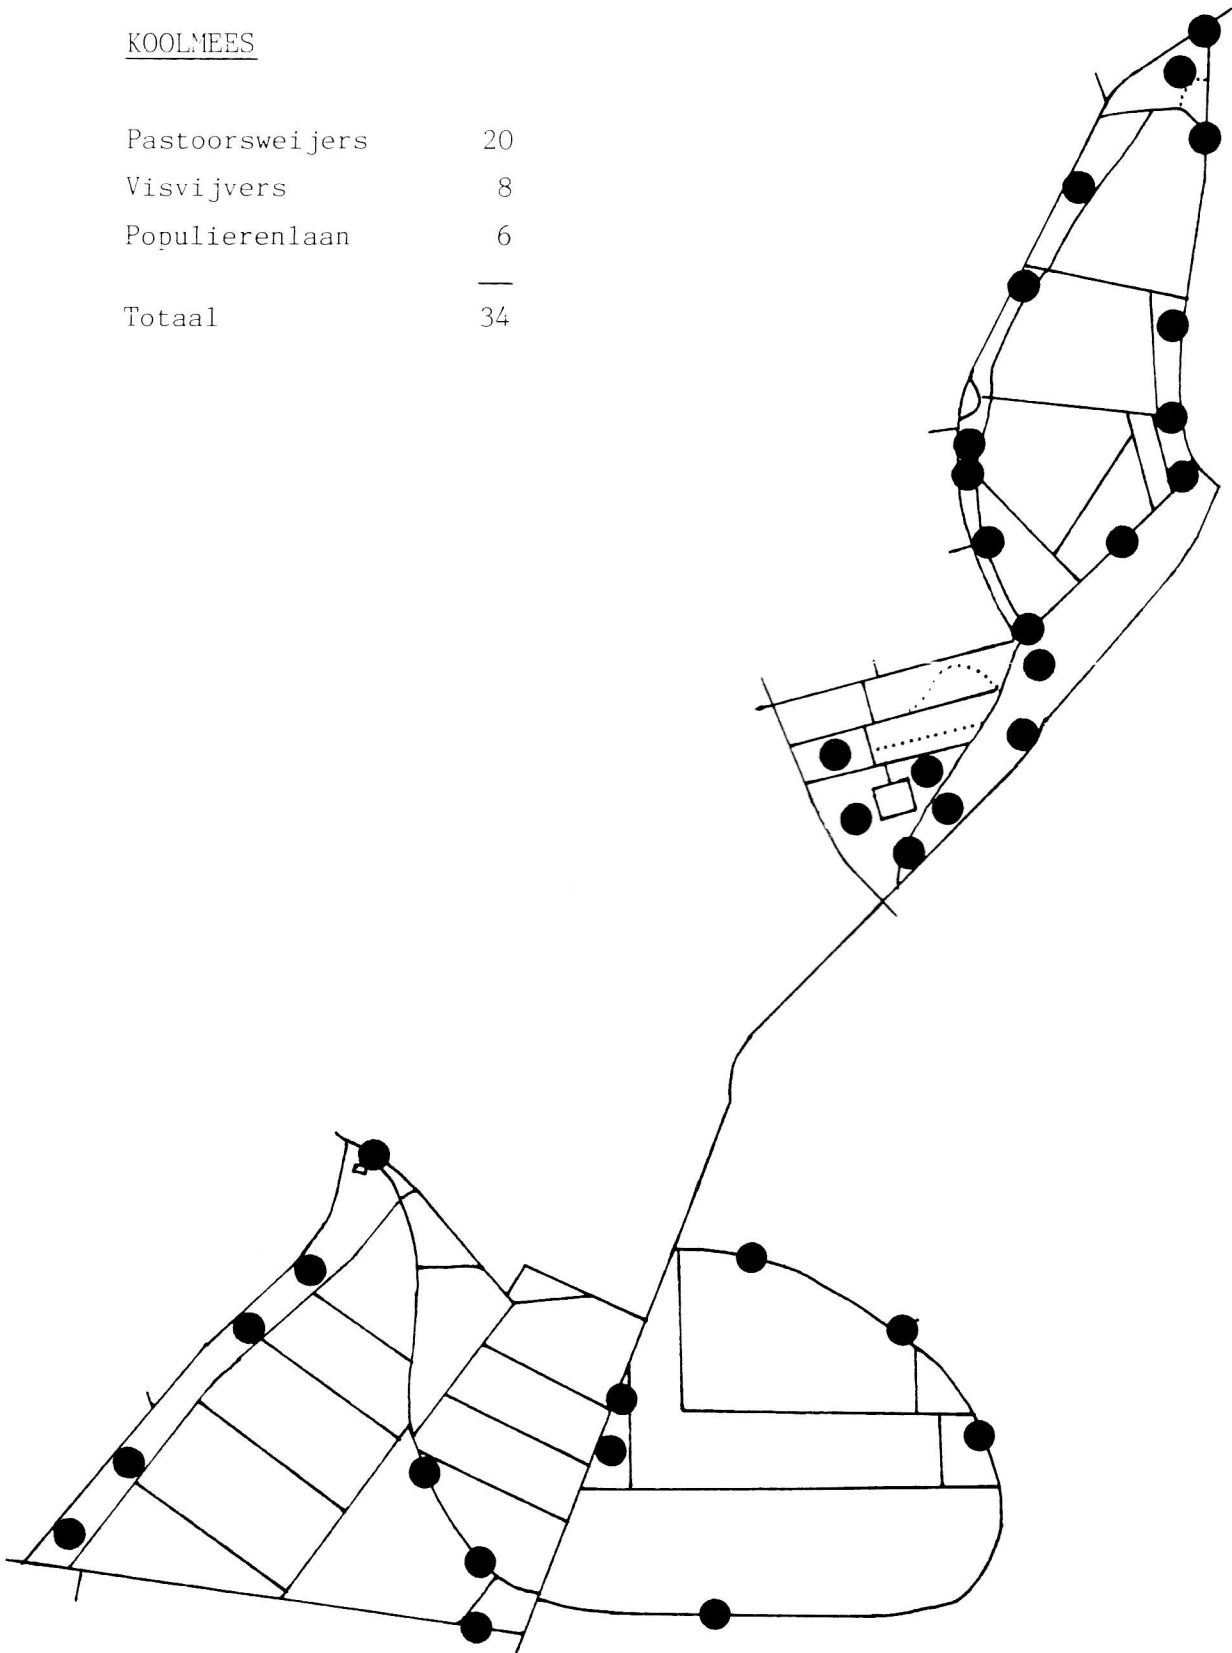 KOOLMEES
Pastoorsweijers 20
Visvijvers 8
Populierenlaan 6
Totaal 34